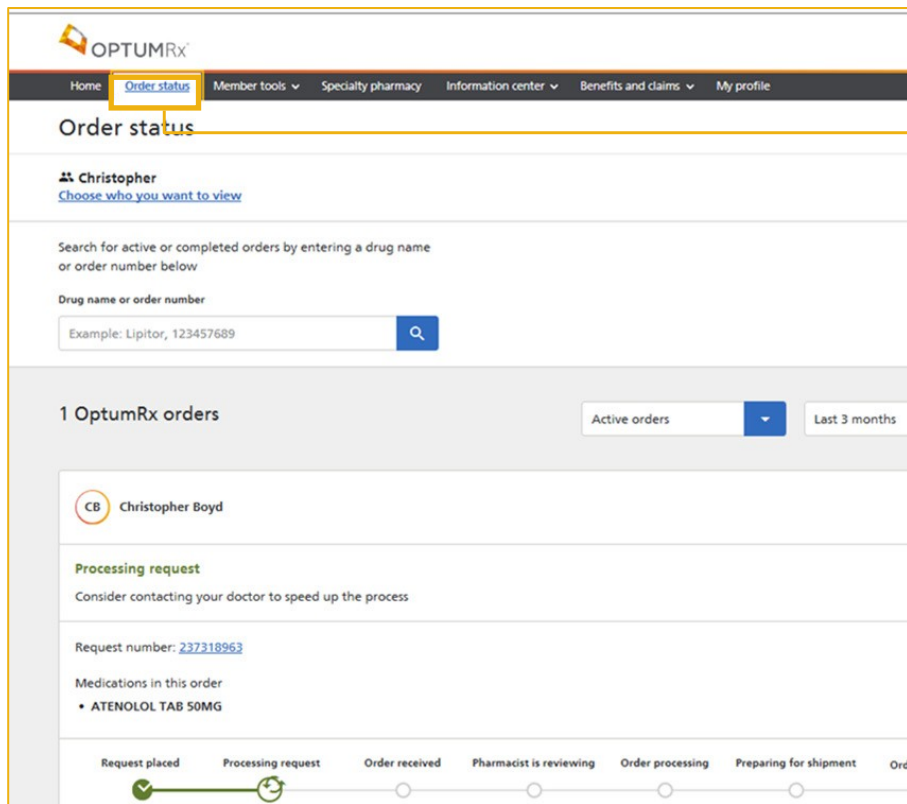 OPTUMRx
Home Order status Member tools Specialty pharmacy Information center Benefits and claims My profile
Order status
Christopher
Choose who you want to view
Search for active or completed orders by entering a drug name
or order number below
Drug name or order number
Example: Lipitor, 123457689
1 OptumRx orders
Active orders
Last 3 months
CB Christopher Boyd
Processing request
Consider contacting your doctor to speed up the process
Request number: 237318963
Medications in this order
• ATENOLOL TAB 50MG
Request placed Processing request Order received Pharmacist is reviewing Order processing Preparing for shipment Ord